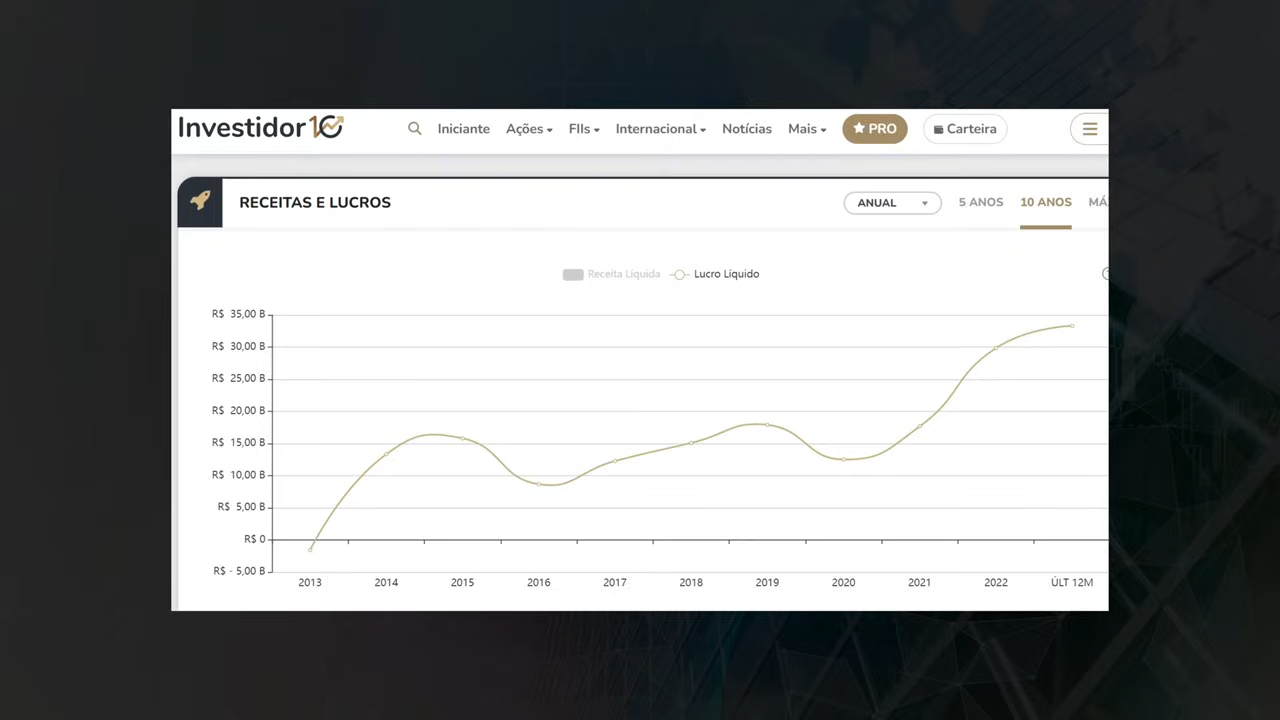 Investidor10 Iniciante Ações FIIs Internacional Notícias Mais PRO Carteira
RECEITAS E LUCROS ANUAL 5 ANOS 10 ANOS
Receita Líquida Lucro Líquido
R$ 35,00 B
R$ 30,00 B
R$ 25,00 B
R$ 20,00 B
R$ 15,00 B
R$ 10,00 B
R$ 5,00 B
R$ 0
R$ - 5,00 B
2013 2014 2015 2016 2017 2018 2019 2020 2021 2022 ÚLT 12M